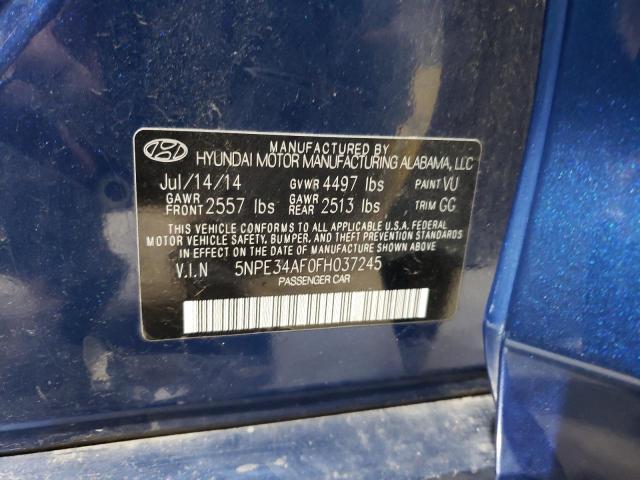 MANUFACTURED BY
HYUNDAI MOTOR MANUFACTURING ALABAMA, LLC
Jul/14/14 GVWR 4497 lbs PAINT VU
GAWR FRONT 2557 lbs GAWR REAR 2513 lbs TRIM GG
THIS VEHICLE CONFORMS TO ALL APPLICABLE U.S.A. FEDERAL
MOTOR VEHICLE SAFETY, BUMPER, AND THEFT PREVENTION STANDARDS
IN EFFECT ON THE DATE OF MANUFACTURE SHOWN ABOVE.
V.I.N 5NPE34AF0FH037245
PASSENGER CAR